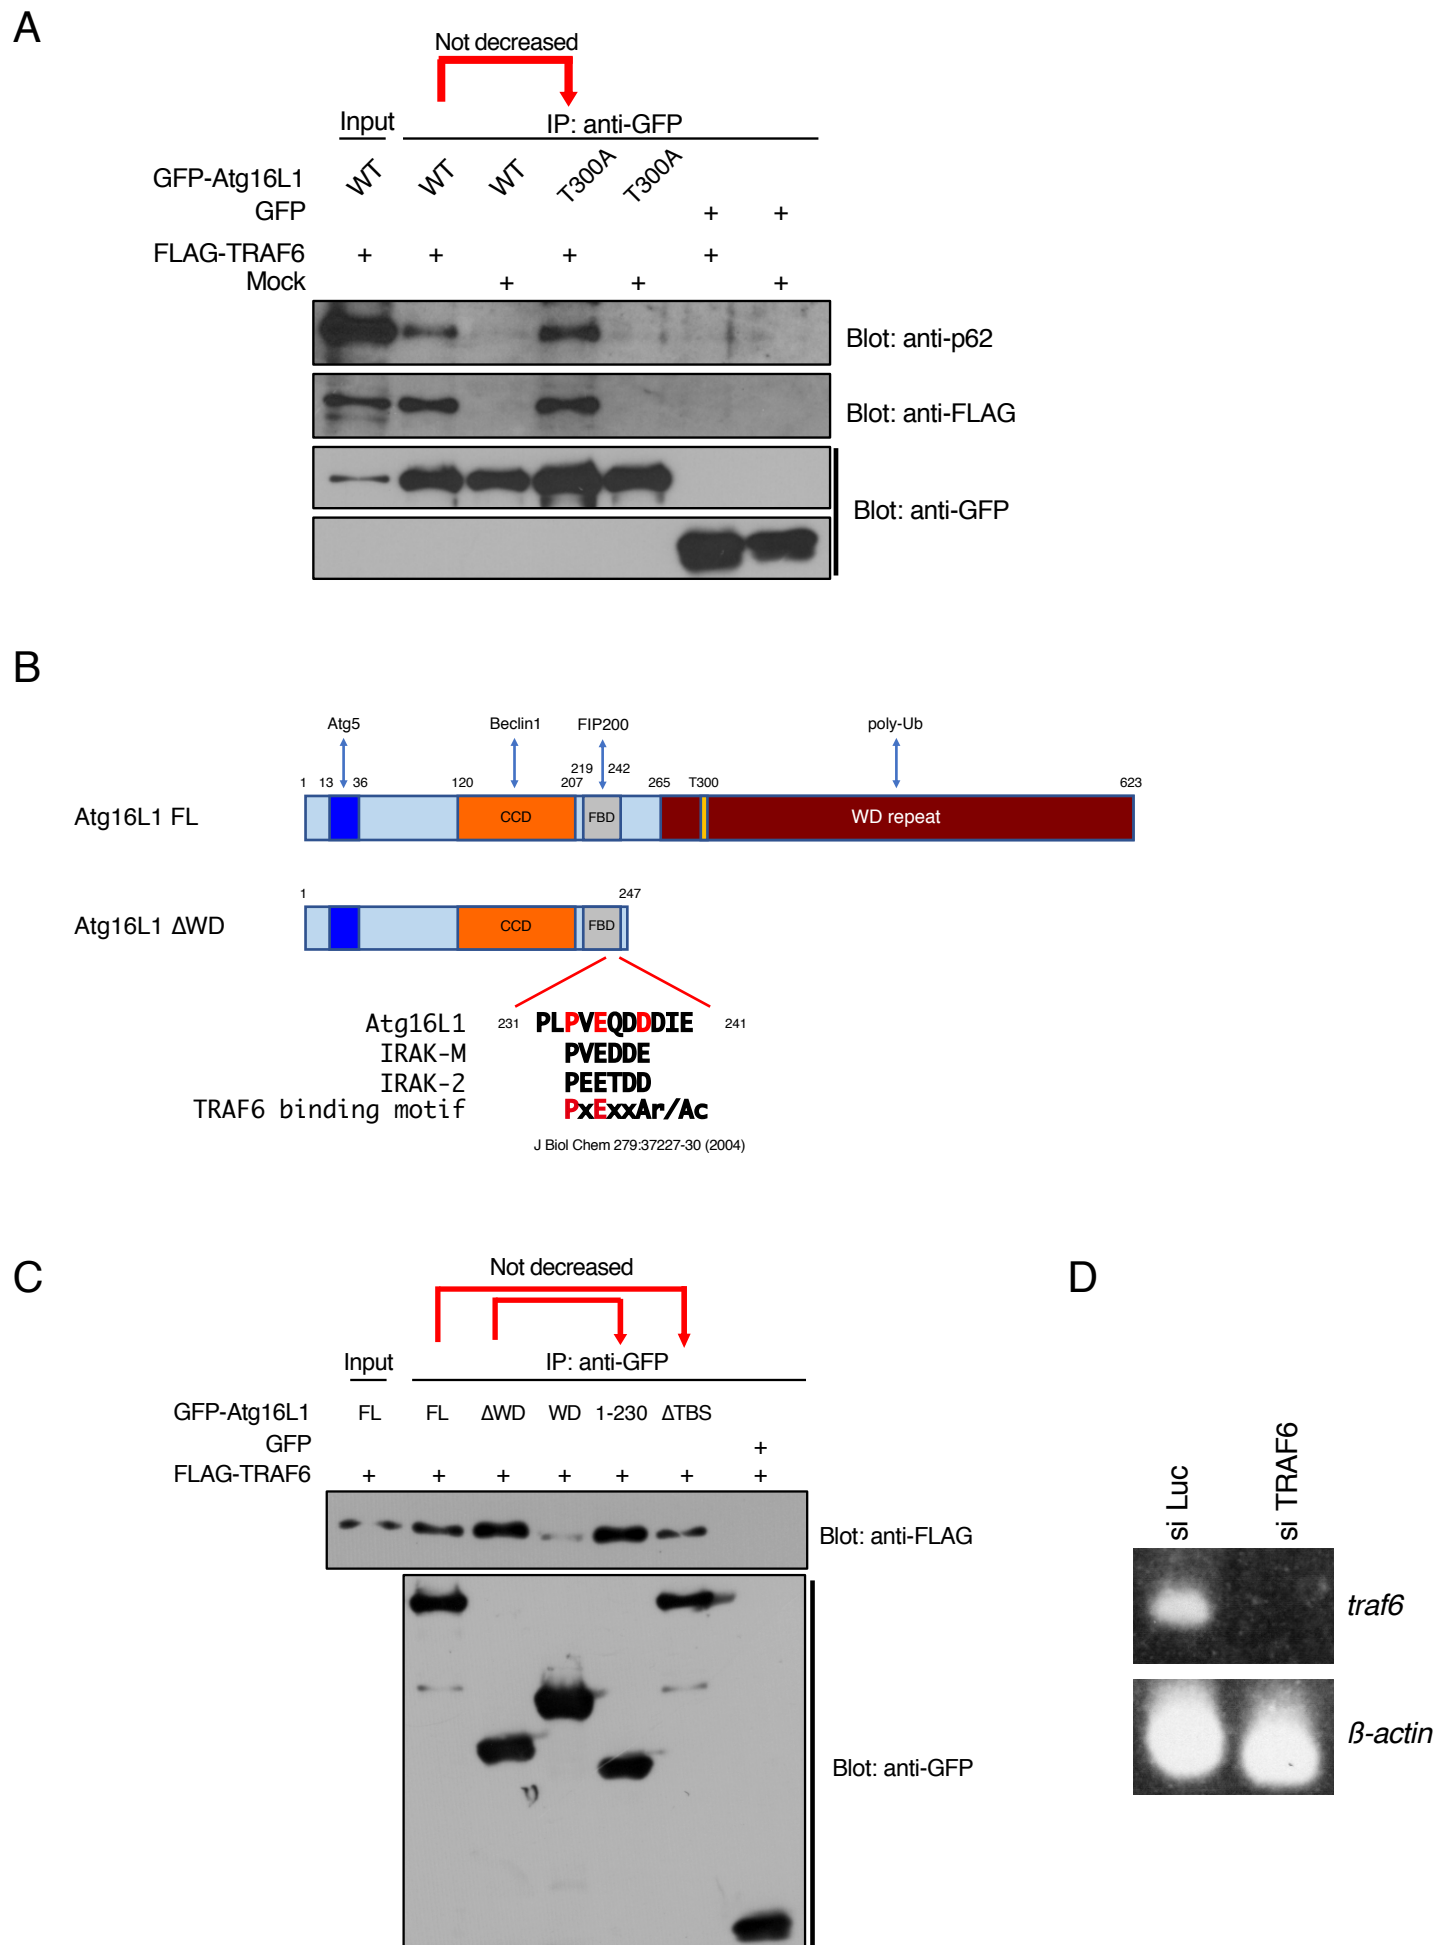 A
Not decreased
Input IP: anti-GFP
GFP-Atg16L1 WT WT WT T300A T300A
GFP + +
FLAG-TRAF6 + + + +
Mock + + +
Blot: anti-p62
Blot: anti-FLAG
Blot: anti-GFP
B
Atg5 Beclin1 FIP200 poly-Ub
1 13 36 120 207 219 242 265 T300 623
Atg16L1 FL CCD FBD WD repeat
1 247
Atg16L1 ΔWD CCD FBD
Atg16L1 231 PLPVEQDDDIE 241
IRAK-M PVEDDE
IRAK-2 PEETDD
TRAF6 binding motif PxExxAr/Ac
J Biol Chem 279:37227-30 (2004)
C
Not decreased
Input IP: anti-GFP
GFP-Atg16L1 FL FL ΔWD WD 1-230 ΔTBS
GFP +
FLAG-TRAF6 + + + + + + +
Blot: anti-FLAG
Blot: anti-GFP
D
si Luc si TRAF6
traf6
ß-actin